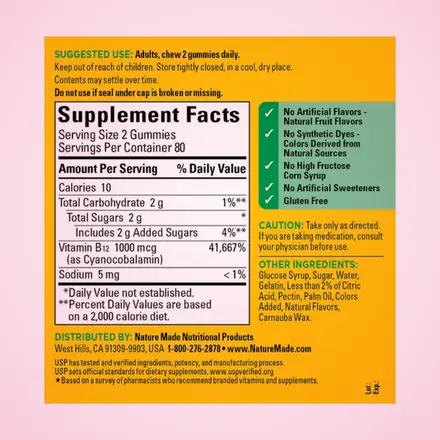 SUGGESTED USE: Adults, chew 2 gummies daily.
Keep out of reach of children. Store tightly closed, in a cool, dry place.
Contents may settle over time.
Do not use if seal under cap is broken or missing.
Supplement Facts
Serving Size 2 Gummies
Servings Per Container 80
Amount Per Serving % Daily Value
Calories 10
Total Carbohydrate 2 g 1%**
Total Sugars 2 g *
Includes 2 g Added Sugars 4%**
Vitamin B12 1000 mcg 41,667%
(as Cyanocobalamin)
Sodium 5 mg < 1%
*Daily Value not established.
**Percent Daily Values are based
on a 2,000 calorie diet.
✓ No Artificial Flavors -
Natural Fruit Flavors
✓ No Synthetic Dyes -
Colors Derived from
Natural Sources
✓ No High Fructose
Corn Syrup
✓ No Artificial Sweeteners
✓ Gluten Free
CAUTION: Take only as directed.
If you are taking medication, consult
your physician before use.
OTHER INGREDIENTS:
Glucose Syrup, Sugar, Water,
Gelatin, Less than 2% of Citric
Acid, Pectin, Palm Oil, Colors
Added, Natural Flavors,
Carnauba Wax.
DISTRIBUTED BY: Nature Made Nutritional Products
West Hills, CA 91309-9903, USA 1-800-276-2878 • www.NatureMade.com
USP has tested and verified ingredients, potency, and manufacturing process.
USP sets official standards for dietary supplements. www.uspverified.org
★Based on a survey of pharmacists who recommend branded vitamins and supplements.
Lot:
Exp.: